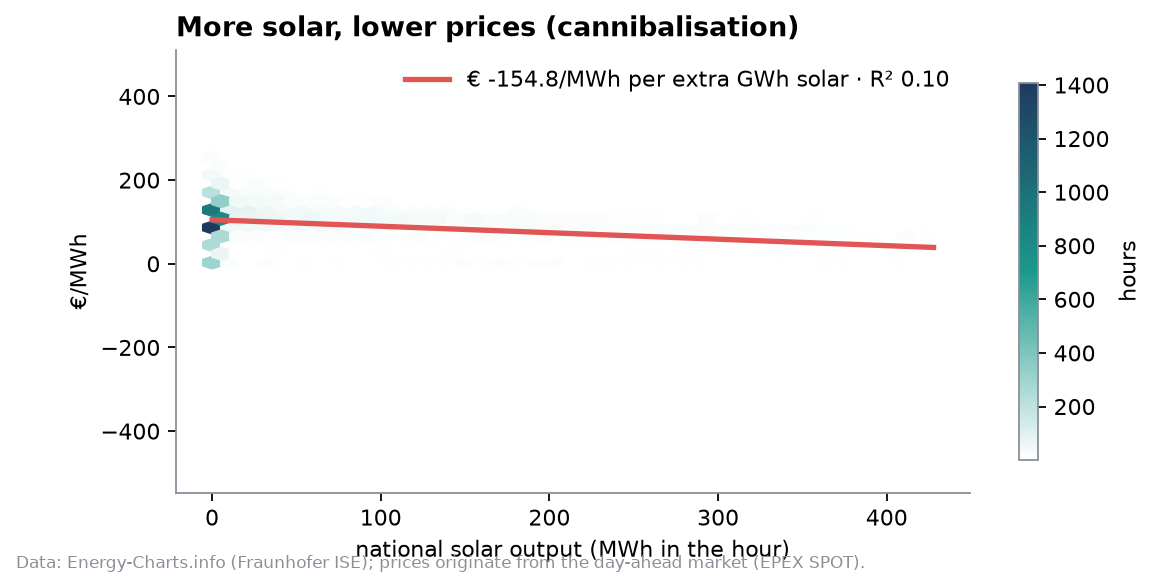 More solar, lower prices (cannibalisation)
€ -154.8/MWh per extra GWh solar · R² 0.10
400
200
0
−200
−400
€/MWh
0
100
200
300
400
national solar output (MWh in the hour)
1400
1200
1000
800
600
400
200
hours
Data: Energy-Charts.info (Fraunhofer ISE); prices originate from the day-ahead market (EPEX SPOT).